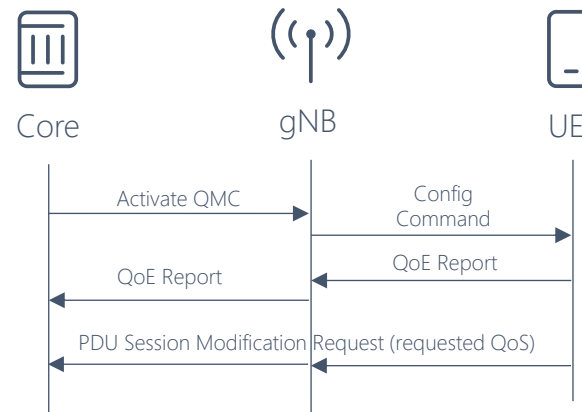 Core
gNB
UE
Activate QMC
Config
Command
QoE Report
QoE Report
PDU Session Modification Request (requested QoS)